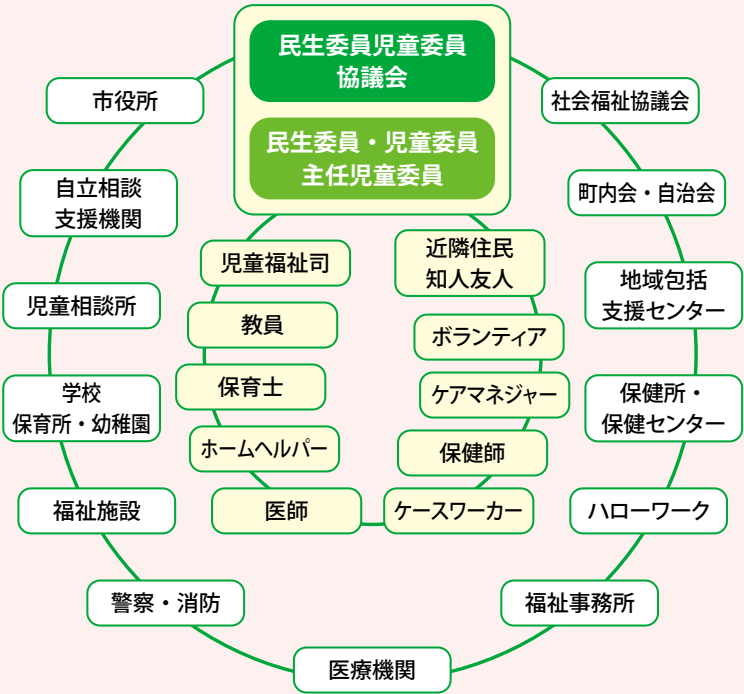 民生委員児童委員
協議会
民生委員・児童委員
主任児童委員
市役所
自立相談
支援機関
児童相談所
学校
保育所・幼稚園
福祉施設
警察・消防
医療機関
福祉事務所
ハローワーク
保健所・
保健センター
地域包括
支援センター
町内会・自治会
社会福祉協議会
児童福祉司
教員
保育士
ホームヘルパー
医師
ケースワーカー
保健師
ケアマネジャー
ボランティア
近隣住民
知人友人